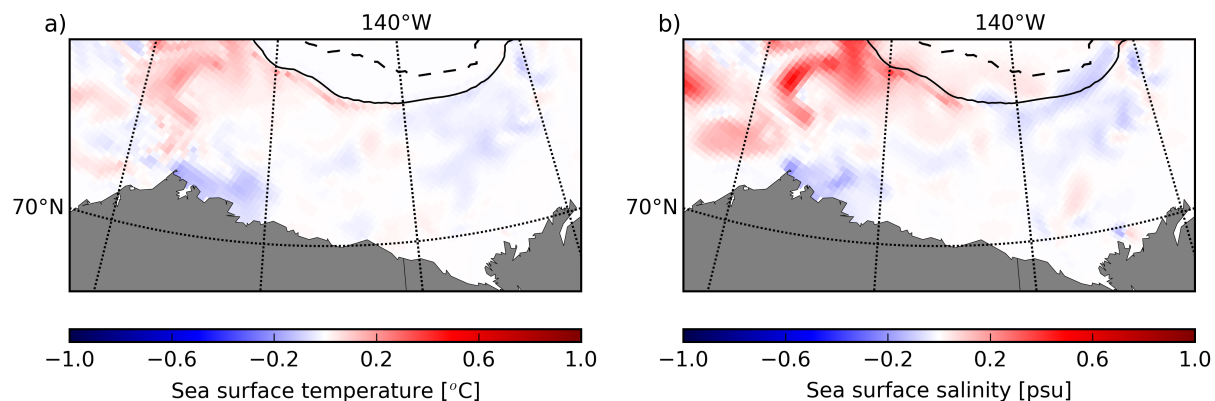 a) 140°W b) 140°W
70°N 70°N
−1.0 −0.6 −0.2 0.2 0.6 1.0 −1.0 −0.6 −0.2 0.2 0.6 1.0
Sea surface temperature [°C] Sea surface salinity [psu]